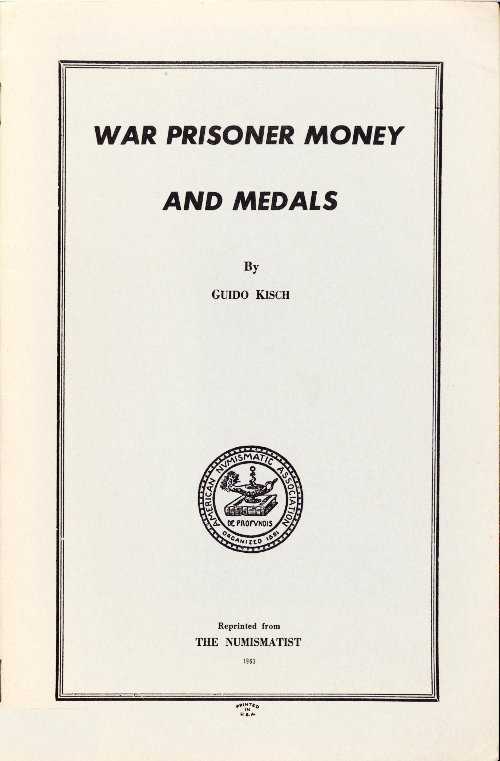 WAR PRISONER MONEY
AND MEDALS
By
GUIDO KISCH
AMERICAN NUMISMATIC ASSOCIATION
DE PROFVNDIS
ORGANIZED 1891
Reprinted from
THE NUMISMATIST
PRINTED
IN
U.S.A.